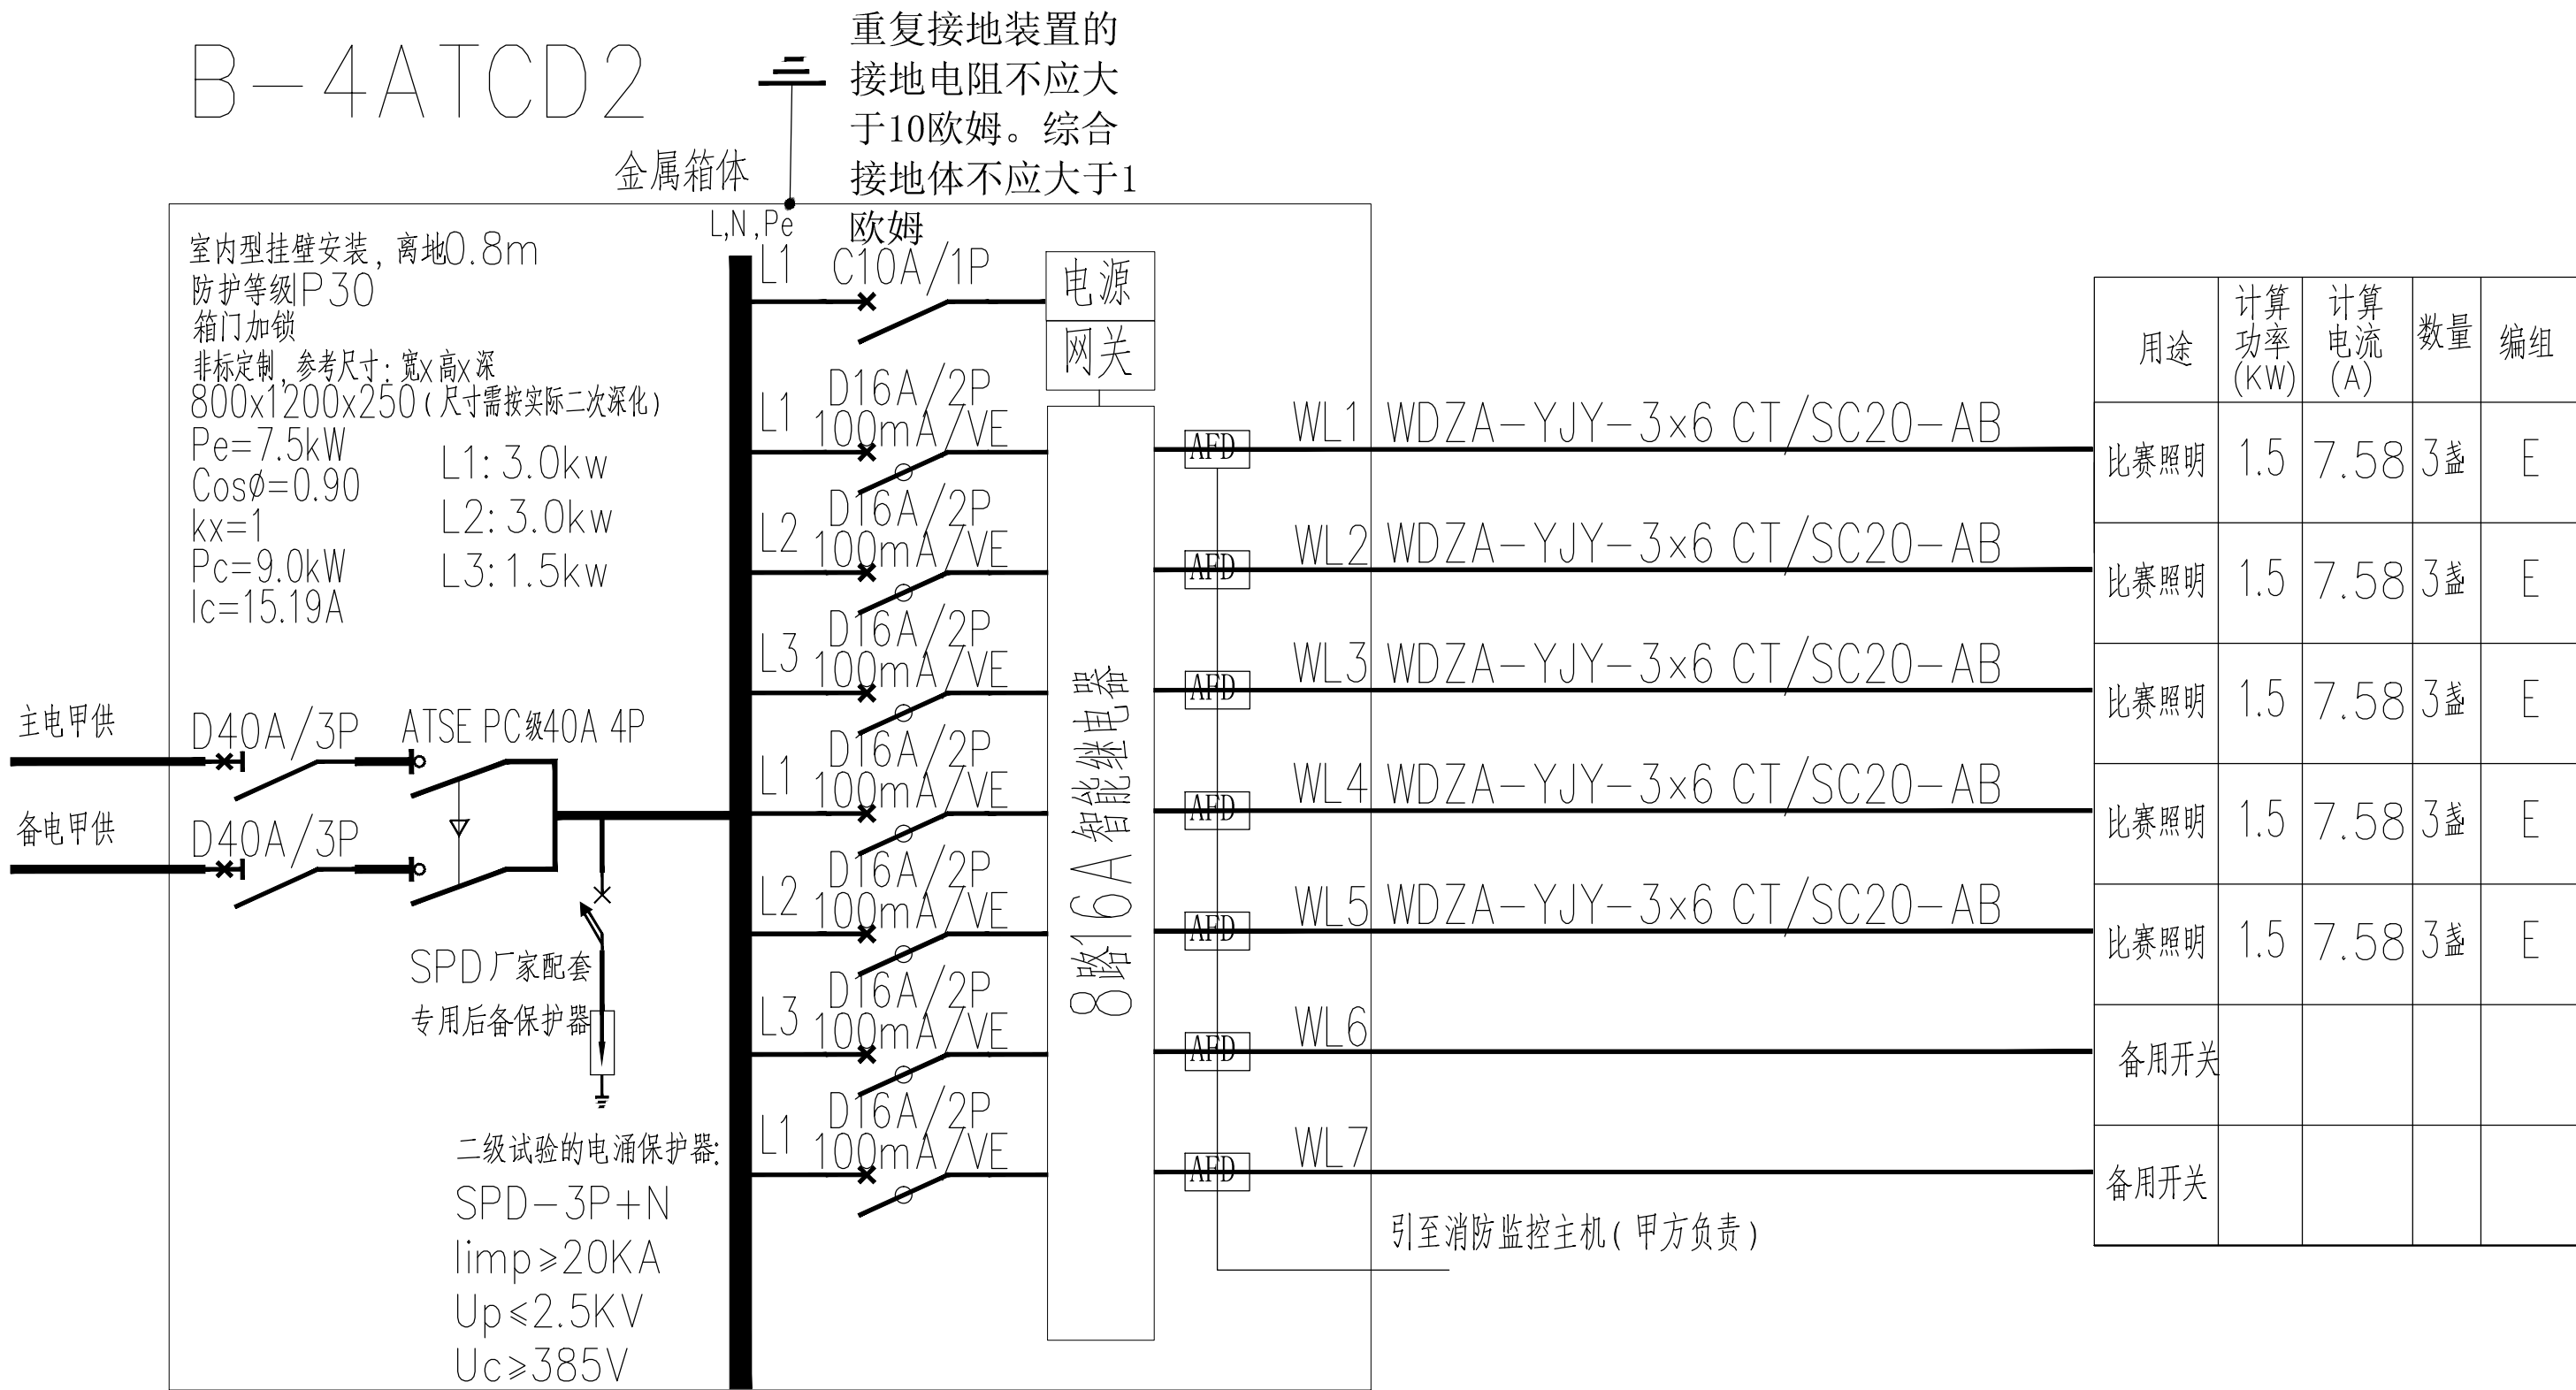 B-4ATCD2
重复接地装置的
接地电阻不应大
于10欧姆。综合
接地体不应大于1
欧姆
金属箱体
L,N,Pe
室内型挂壁安装，离地0.8m
防护等级IP30
箱门加锁
非标定制，参考尺寸：宽x高x深
800x1200x250（尺寸需按实际二次深化）
Pe=7.5kW
Cosø=0.90
kx=1
Pc=9.0kW
Ic=15.19A
L1:3.0kw
L2:3.0kw
L3:1.5kw
主电甲供
D40A/3P
ATSE PC级40A 4P
备电甲供
D40A/3P
SPD厂家配套
专用后备保护器
二级试验的电涌保护器:
SPD-3P+N
Iimp≥20KA
Up≤2.5KV
Uc≥385V
L1 C10A/1P
电源
网关
8路16A智能继电器
L1 D16A/2P
100mA/VE
L2 D16A/2P
100mA/VE
L3 D16A/2P
100mA/VE
L1 D16A/2P
100mA/VE
L2 D16A/2P
100mA/VE
L3 D16A/2P
100mA/VE
L1 D16A/2P
100mA/VE
AFD WL1 WDZA-YJY-3x6 CT/SC20-AB
AFD WL2 WDZA-YJY-3x6 CT/SC20-AB
AFD WL3 WDZA-YJY-3x6 CT/SC20-AB
AFD WL4 WDZA-YJY-3x6 CT/SC20-AB
AFD WL5 WDZA-YJY-3x6 CT/SC20-AB
AFD WL6
AFD WL7
引至消防监控主机（甲方负责）
用途 计算功率(KW) 计算电流(A) 数量 编组
比赛照明 1.5 7.58 3盏 E
比赛照明 1.5 7.58 3盏 E
比赛照明 1.5 7.58 3盏 E
比赛照明 1.5 7.58 3盏 E
比赛照明 1.5 7.58 3盏 E
备用开关
备用开关